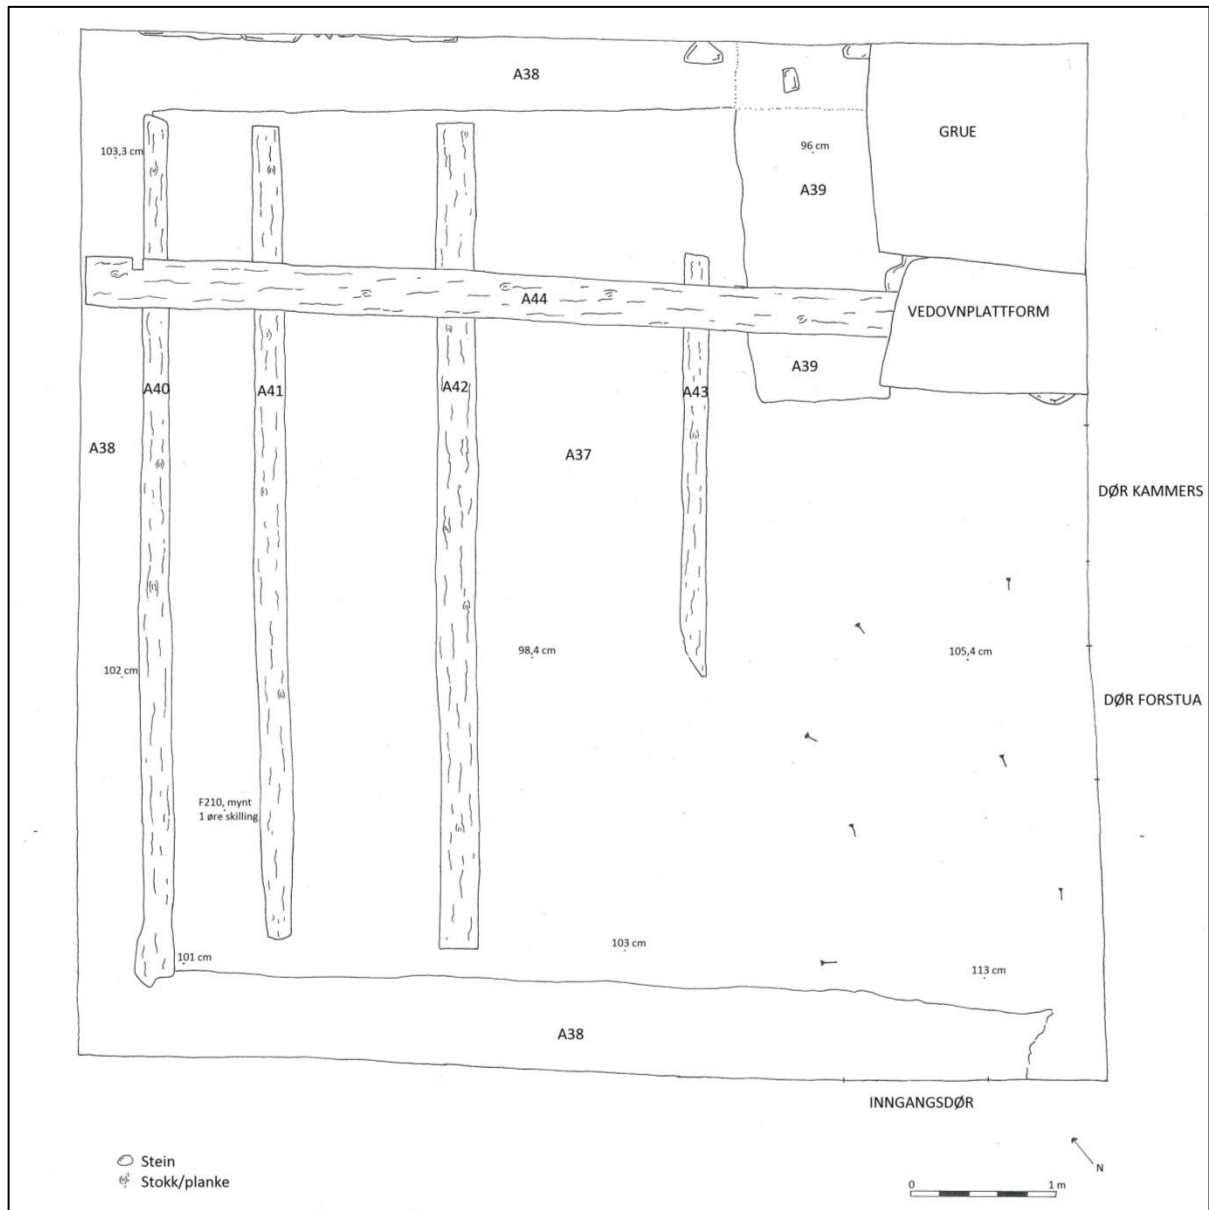 A38
GRUE
103,3 cm
96 cm
A39
A44
VEDOVNPLATTFORM
A39
A40
A41
A42
A43
A38
A37
DØR KAMMERS
98,4 cm
105,4 cm
102 cm
DØR FORSTUA
F210, mynt
1 øre skilling
103 cm
101 cm
113 cm
A38
INNGANGSDØR
Stein
Stokk/planke
N
0 1 m